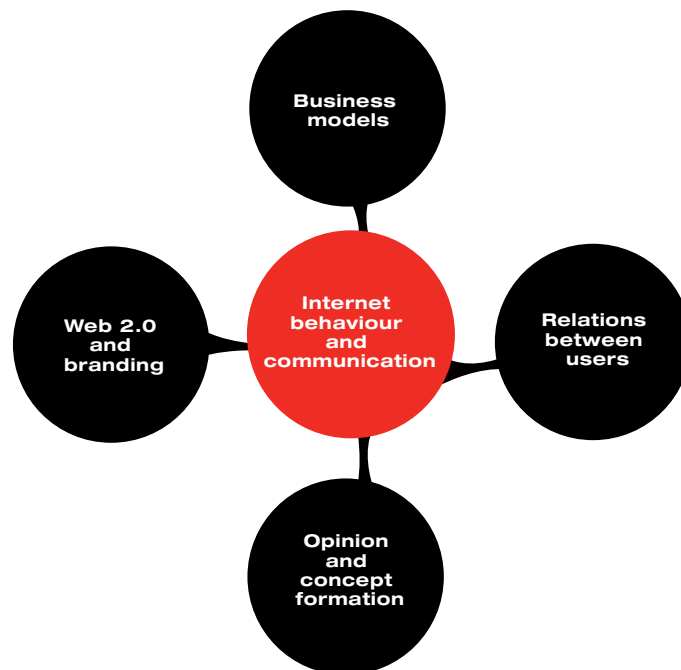 Business
models
Internet
behaviour
and
communication
Web 2.0
and
branding
Relations
between
users
Opinion
and
concept
formation